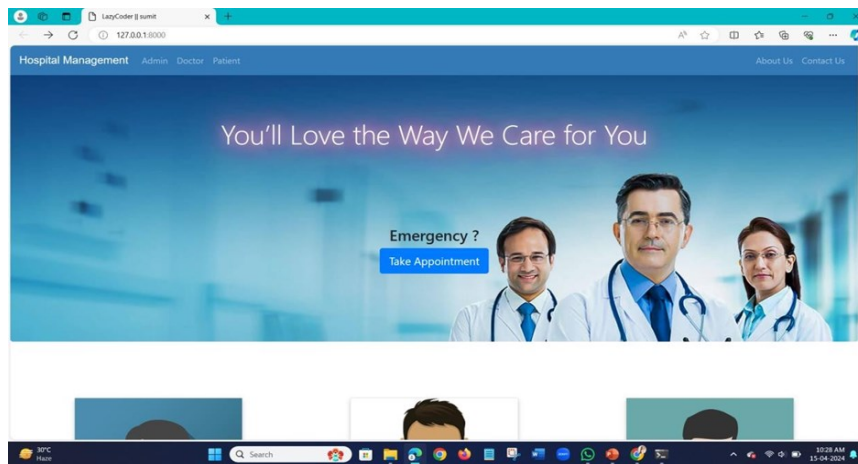 LazyCoder || sumit
127.0.0.1:8000
Hospital Management Admin Doctor Patient About Us Contact Us
You'll Love the Way We Care for You
Emergency ?
Take Appointment
30°C
Haze
Search
10:28 AM
15-04-2024